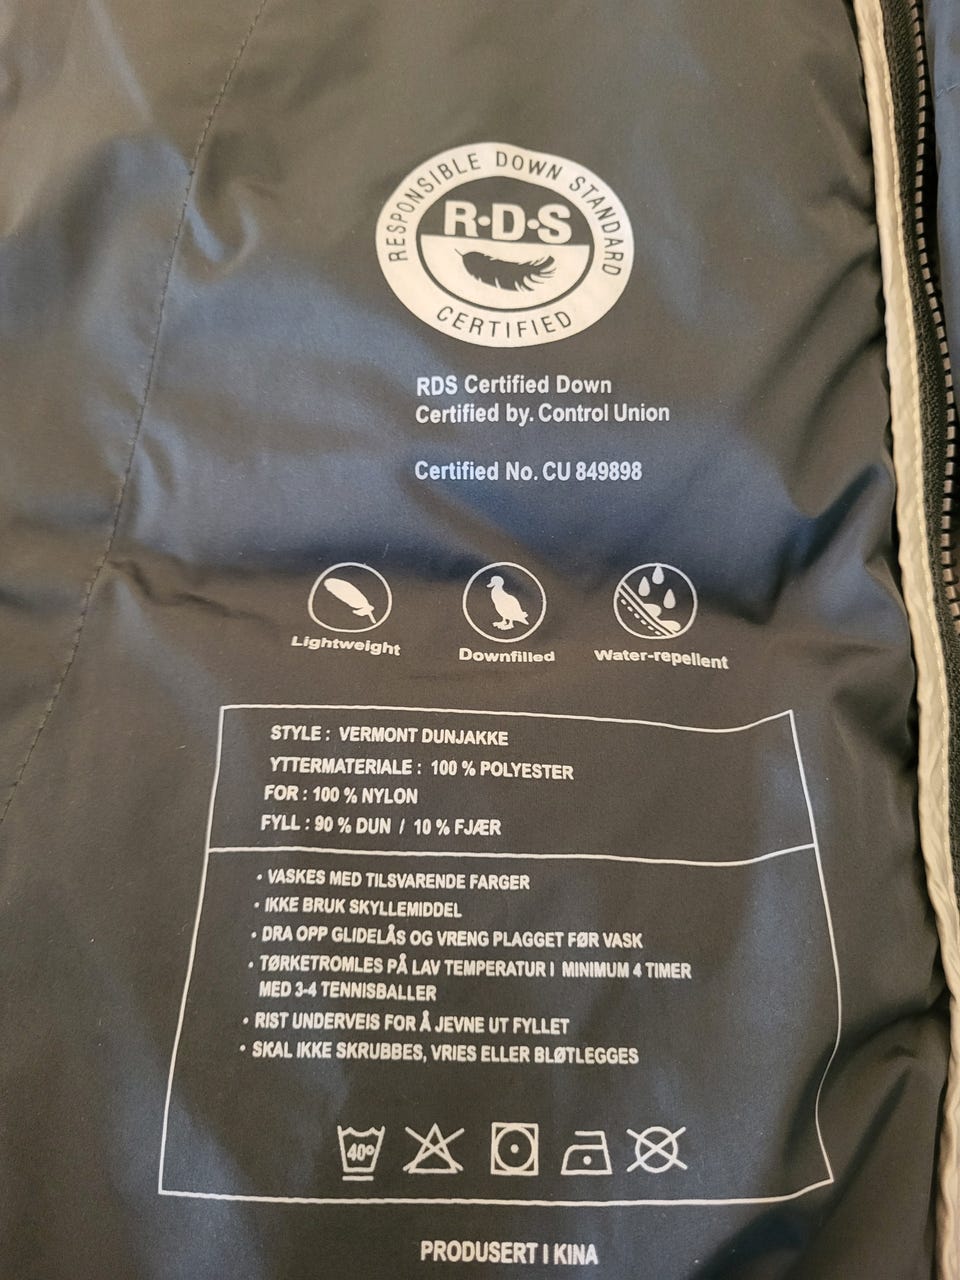 RESPONSIBLE DOWN STANDARD
R·D·S
CERTIFIED
RDS Certified Down
Certified by. Control Union
Certified No. CU 849898
Lightweight
Downfilled
Water-repellent
STYLE : VERMONT DUNJAKKE
YTTERMATERIALE : 100 % POLYESTER
FOR : 100 % NYLON
FYLL : 90 % DUN / 10 % FJÆR
• VASKES MED TILSVARENDE FARGER
• IKKE BRUK SKYLLEMIDDEL
• DRA OPP GLIDELÅS OG VRENG PLAGGET FØR VASK
• TØRKETROMLES PÅ LAV TEMPERATUR I MINIMUM 4 TIMER
MED 3-4 TENNISBALLER
• RIST UNDERVEIS FOR Å JEVNE UT FYLLET
• SKAL IKKE SKRUBBES, VRIES ELLER BLØTLEGGES
40°
PRODUSERT I KINA